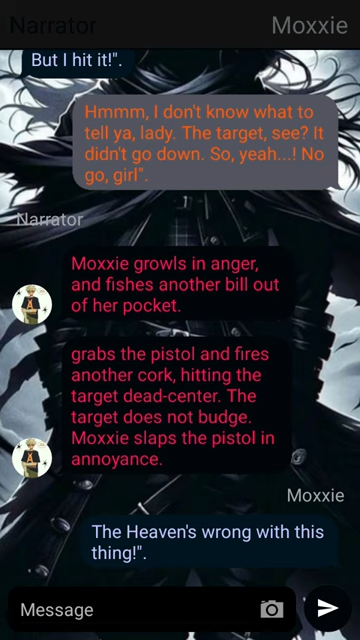 Narrator
Moxxie
But I hit it!".
Hmmm, I don't know what to
tell ya, lady. The target, see? It
didn't go down. So, yeah...! No
go, girl".
Narrator
Moxxie growls in anger,
and fishes another bill out
of her pocket.
grabs the pistol and fires
another cork, hitting the
target dead-center. The
target does not budge.
Moxxie slaps the pistol in
annoyance.
Moxxie
The Heaven's wrong with this
thing!".
Message